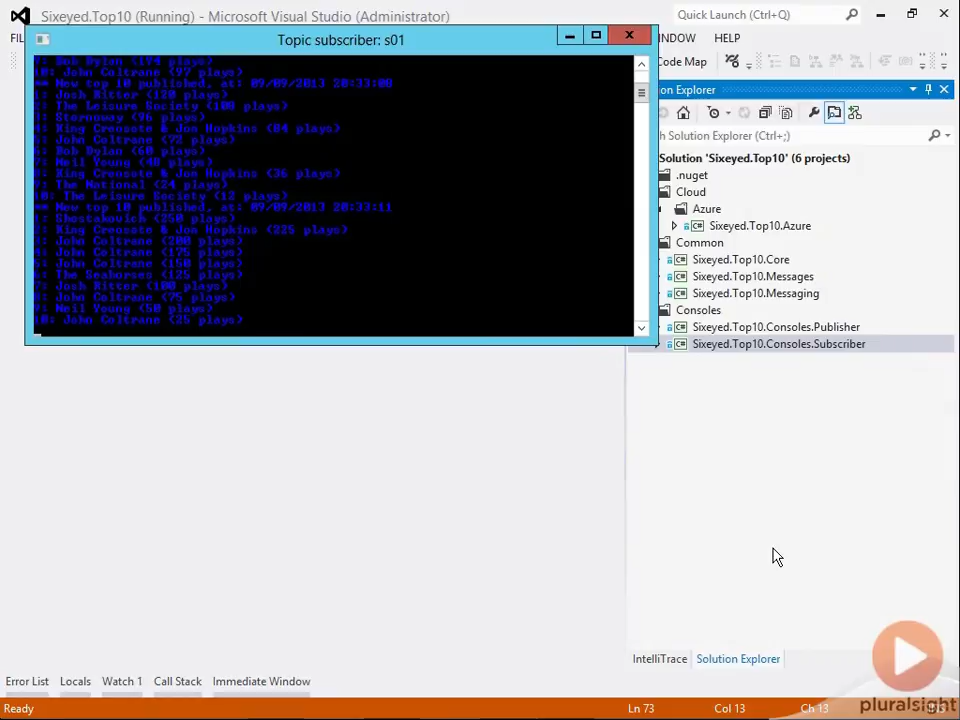 Sixeyed.Top10 (Running) - Microsoft Visual Studio (Administrator)
Quick Launch (Ctrl+Q)
FIL
INDOW
HELP
Topic subscriber: s01
9: Bob Dylan (194 plays)
10: John Coltrane (97 plays)
** New top 10 published, at: 09/09/2013 20:33:08
1: Josh Ritter (120 plays)
2: The Leisure Society (108 plays)
3: Stornoway (96 plays)
4: King Creosote & Jon Hopkins (84 plays)
5: John Coltrane (72 plays)
6: Bob Dylan (60 plays)
7: Neil Young (48 plays)
8: King Creosote & Jon Hopkins (36 plays)
9: The National (24 plays)
10: The Leisure Society (12 plays)
** New top 10 published, at: 09/09/2013 20:33:11
1: Shostakovich (250 plays)
2: King Creosote & Jon Hopkins (225 plays)
3: John Coltrane (200 plays)
4: John Coltrane (175 plays)
5: John Coltrane (150 plays)
6: The Seahorses (125 plays)
7: Josh Ritter (100 plays)
8: John Coltrane (75 plays)
9: Neil Young (50 plays)
10: John Coltrane (25 plays)
Code Map
ion Explorer
h Solution Explorer (Ctrl+;)
Solution 'Sixeyed.Top10' (6 projects)
.nuget
Cloud
Azure
Sixeyed.Top10.Azure
Common
Sixeyed.Top10.Core
Sixeyed.Top10.Messages
Sixeyed.Top10.Messaging
Consoles
Sixeyed.Top10.Consoles.Publisher
Sixeyed.Top10.Consoles.Subscriber
IntelliTrace
Solution Explorer
Error List
Locals
Watch 1
Call Stack
Immediate Window
Ready
Ln 73
Col 13
Ch 13
pluralsight